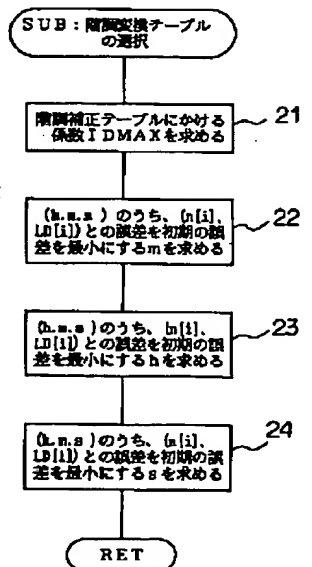 SUB：階調変換テーブル
の選択
階調補正テーブルにかける
係数IDMAXを求める
21
(h.m.s)のうち、(n[i]、
LD[i])との誤差を初期の誤
差を最小にするmを求める
22
(h.m.s)のうち、(n[i]、
LD[i])との誤差を初期の誤
差を最小にするhを求める
23
(h.m.s)のうち、(n[i]、
LD[i])との誤差を初期の誤
差を最小にするsを求める
24
RET